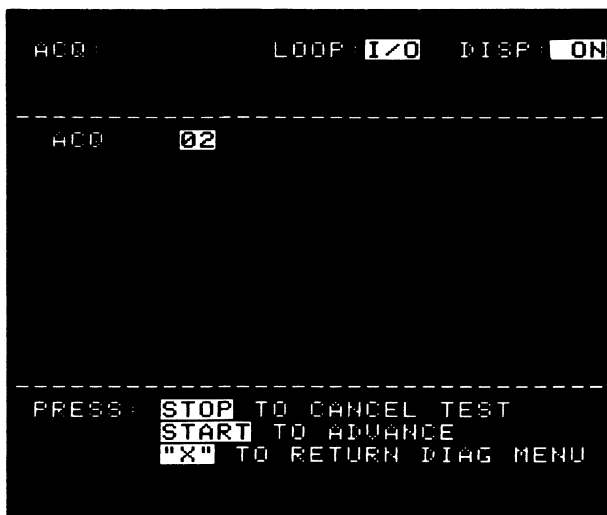 ACQ: LOOP: I/O DISP: ON
ACQ 02
PRESS: STOP TO CANCEL TEST
START TO ADVANCE
"X" TO RETURN DIAG MENU